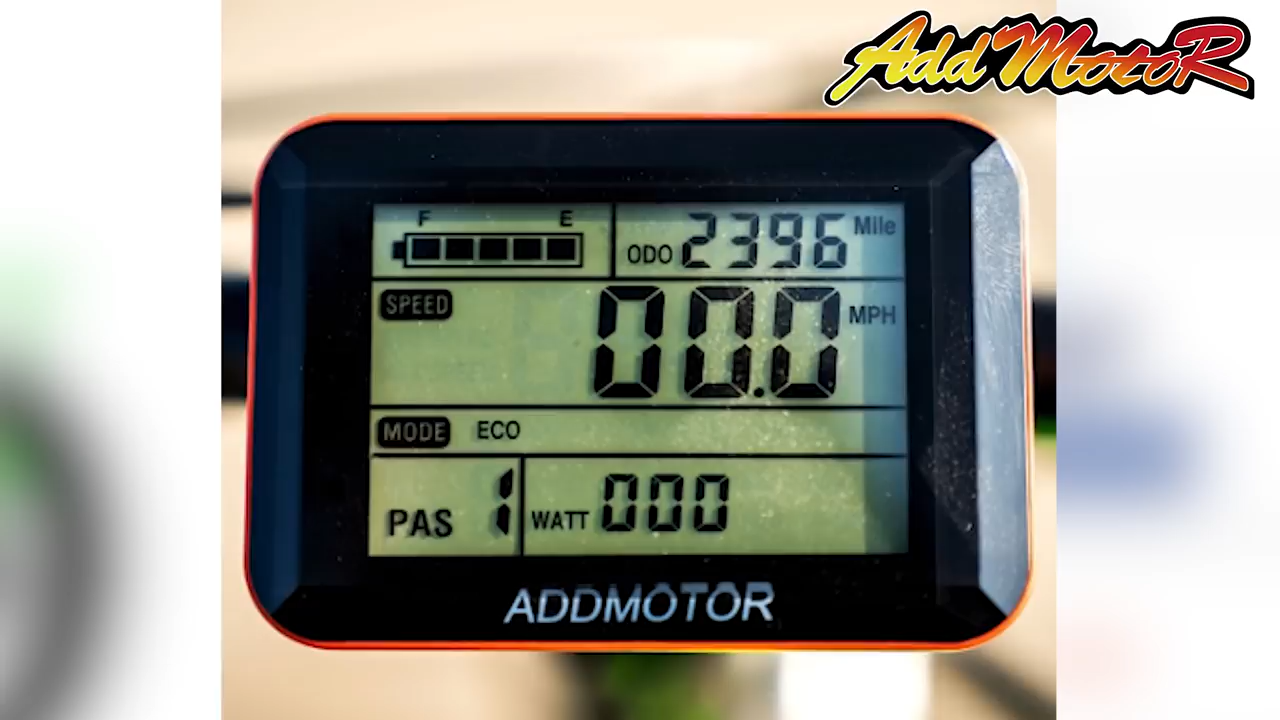 AddMotoR
F E
ODO 2396 Mile
SPEED 00.0 MPH
MODE ECO
PAS 1 WATT 000
ADDMOTOR